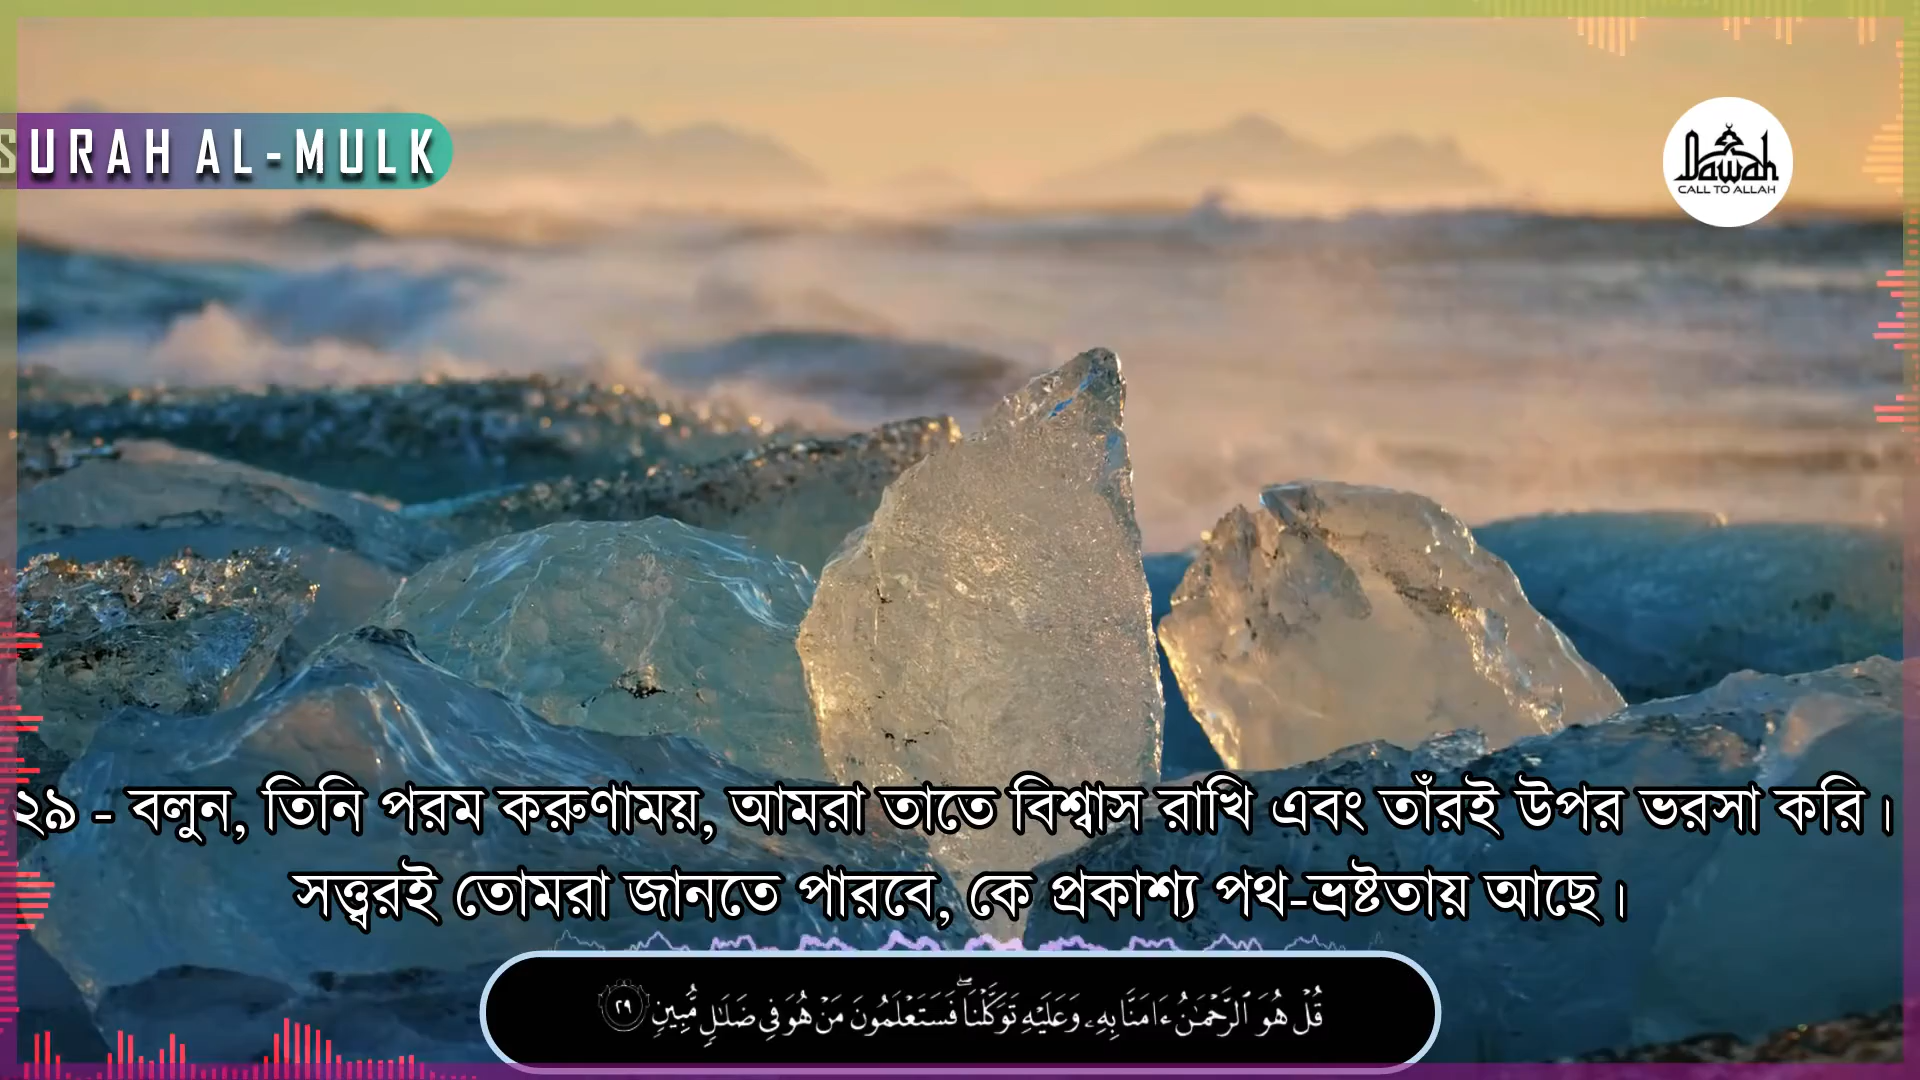 SURAH AL-MULK
Dawah
CALL TO ALLAH
২৯ - বলুন, তিনি পরম করুণাময়, আমরা তাতে বিশ্বাস রাখি এবং তাঁরই উপর ভরসা করি।
সত্ত্বরই তোমরা জানতে পারবে, কে প্রকাশ্য পথ-ভ্রষ্টতায় আছে।
قُلْ هُوَ ٱلرَّحْمَـٰنُ ءَامَنَّا بِهِۦ وَعَلَيْهِ تَوَكَّلْنَا ۖ فَسَتَعْلَمُونَ مَنْ هُوَ فِى ضَلَـٰلٍ مُّبِينٍ ٢٩